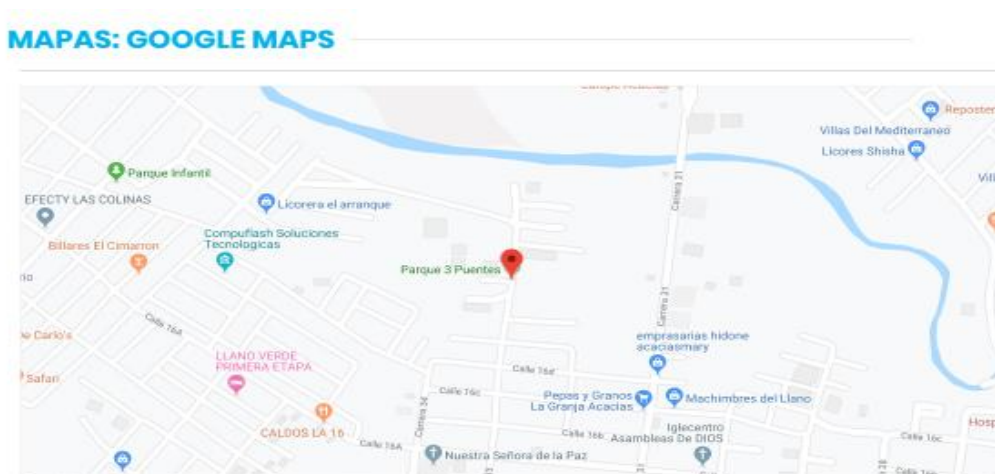 MAPAS: GOOGLE MAPS
Reposter
Villas Del Mediterraneo
Licores Shisha
Parque Infantil
EFECTY LAS COLINAS
Licorera el arranque
Carrera 21
Compuflash Soluciones
Tecnologicas
Billares El Cimarron
Parque 3 Puentes
Calle 16A
Carrera 21
empresarias hidone
acaciasmary
LLANO VERDE
PRIMERA ETAPA
Safari
Calle 16c
Pepas y Granos
La Granja Acacias
Machimbres del Llano
CALDOS LA 16
Iglecentro
Asambleas De DIOS
Calle 16b
Calle 16c
Calle 16A
Nuestra Señora de la Paz